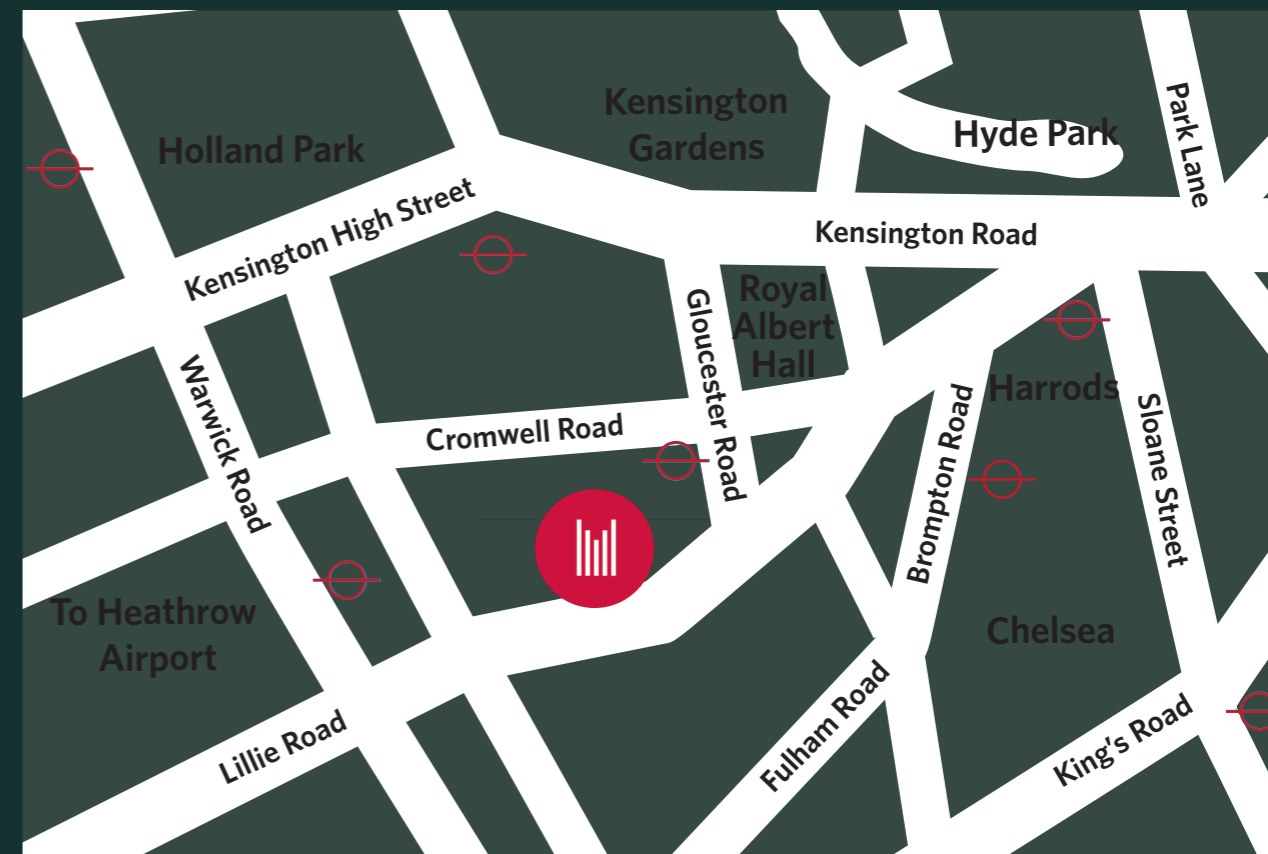 Kensington
Gardens
Hyde Park
Park Lane
Holland Park
Kensington High Street
Kensington Road
Royal
Albert
Hall
Gloucester Road
Harrods
Warwick Road
Cromwell Road
Brompton Road
Sloane Street
To Heathrow
Airport
Chelsea
Lillie Road
Fulham Road
King's Road